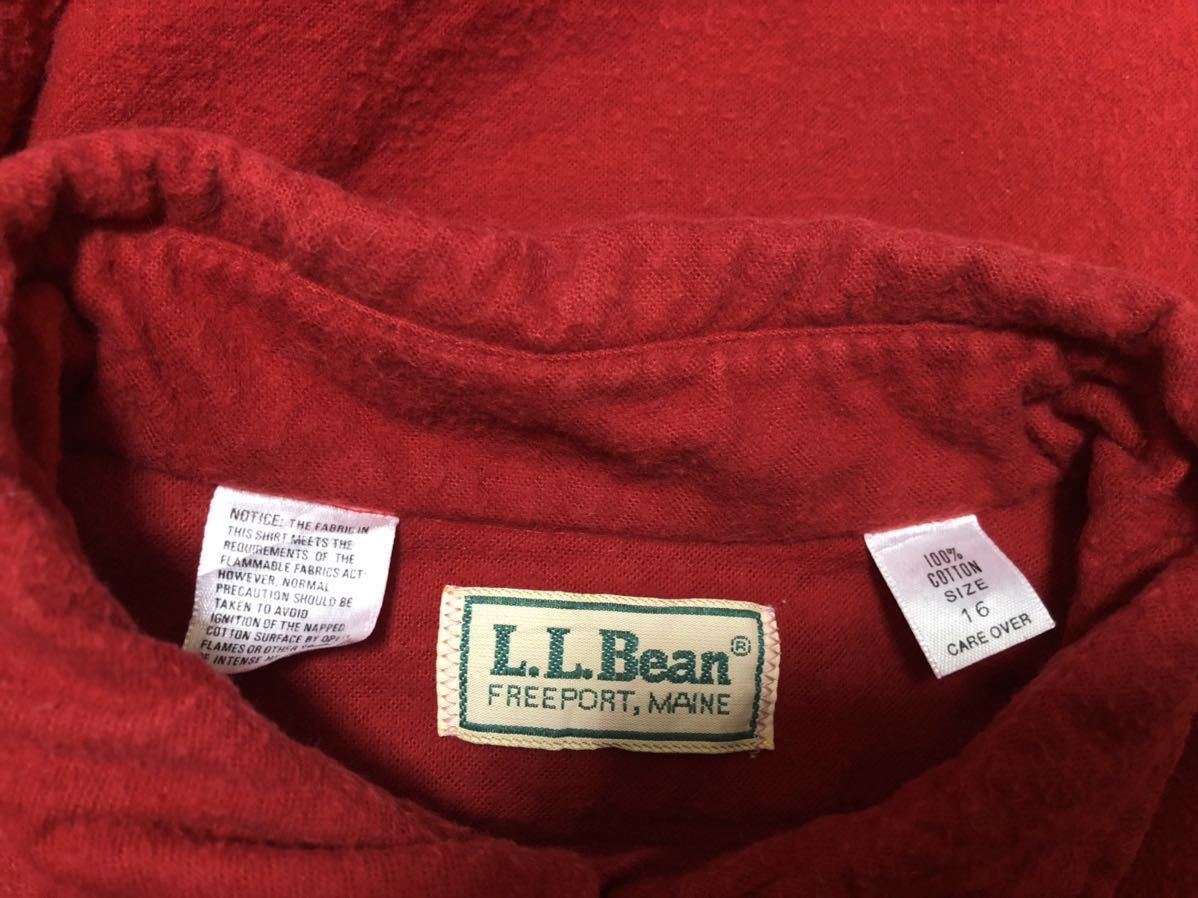 NOTICE: THE FABRIC IN
THIS SHIRT MEETS THE
REQUIREMENTS OF THE
FLAMMABLE FABRICS ACT.
HOWEVER, NORMAL
PRECAUTION SHOULD BE
TAKEN TO AVOID
IGNITION OF THE NAPPED
COTTON SURFACE BY
FLAMES OR OTHER
INTENSE
L.L.Bean®
FREEPORT, MAINE
100%
COTTON
SIZE
16
CARE OVER